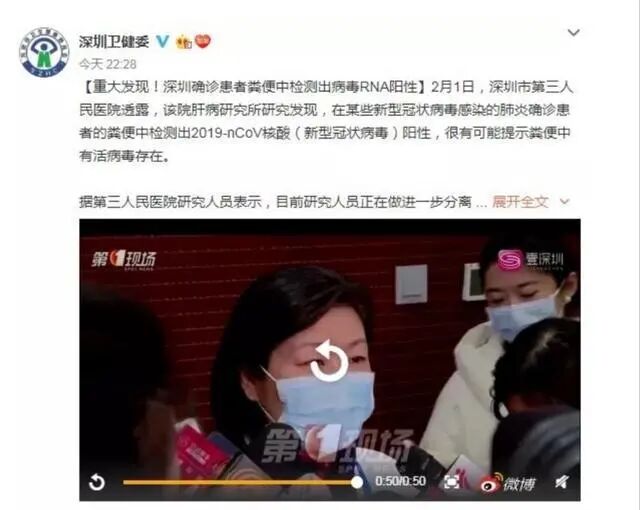 深圳卫健委
今天 22:28
【重大发现！深圳确诊患者粪便中检测出病毒RNA阳性】2月1日，深圳市第三人
民医院透露，该院肝病研究所研究发现，在某些新型冠状病毒感染的肺炎确诊患
者的粪便中检测出2019-nCoV核酸（新型冠状病毒）阳性，很有可能提示粪便中
有活病毒存在。
据第三人民医院研究人员表示，目前研究人员正在做进一步分离 ... 展开全文
第1现场
SPOT NEWS
壹深圳
第1现场
SPOT NEWS
0:50/0:50
微博